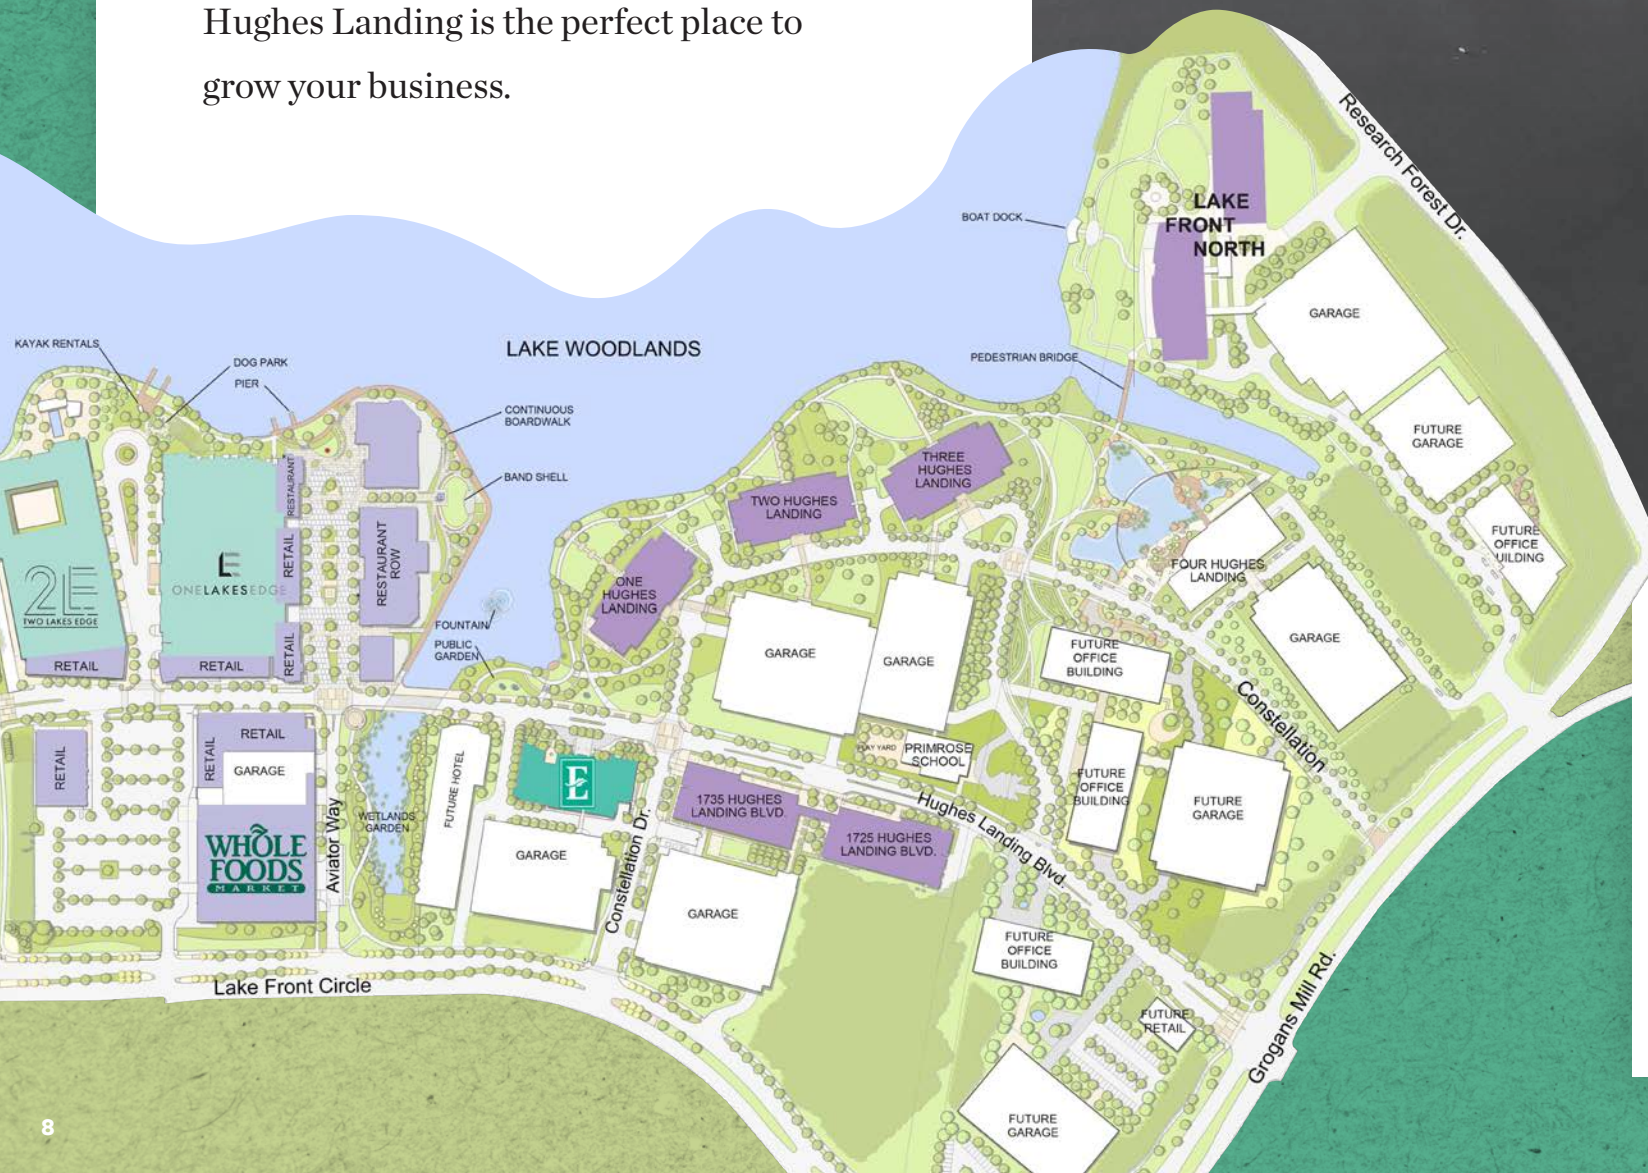 Hughes Landing is the perfect place to
grow your business.
Research Forest Dr.
LAKE
FRONT
NORTH
BOAT DOCK
GARAGE
KAYAK RENTALS
DOG PARK
PIER
LAKE WOODLANDS
PEDESTRIAN BRIDGE
CONTINUOUS
BOARDWALK
FUTURE
GARAGE
BAND SHELL
RESTAURANT
THREE
HUGHES
LANDING
TWO HUGHES
LANDING
FUTURE
OFFICE
UILDING
2LE
TWO LAKES EDGE
LE
ONELAKESEDGE
RETAIL
RESTAURANT
ROW
ONE
HUGHES
LANDING
FOUR HUGHES
LANDING
FOUNTAIN
PUBLIC
GARDEN
RETAIL
RETAIL
RETAIL
GARAGE
GARAGE
FUTURE
OFFICE
BUILDING
GARAGE
Constellation
RETAIL
RETAIL
RETAIL
GARAGE
FUTURE HOTEL
E
PLAY YARD
PRIMROSE
SCHOOL
FUTURE
OFFICE
BUILDING
FUTURE
GARAGE
1735 HUGHES
LANDING BLVD.
1725 HUGHES
LANDING BLVD.
Hughes Landing Blvd.
WHOLE
FOODS
MARKET
Aviator Way
WETLANDS
GARDEN
GARAGE
Constellation Dr.
GARAGE
FUTURE
OFFICE
BUILDING
Lake Front Circle
FUTURE
RETAIL
Grogans Mill Rd.
FUTURE
GARAGE
8